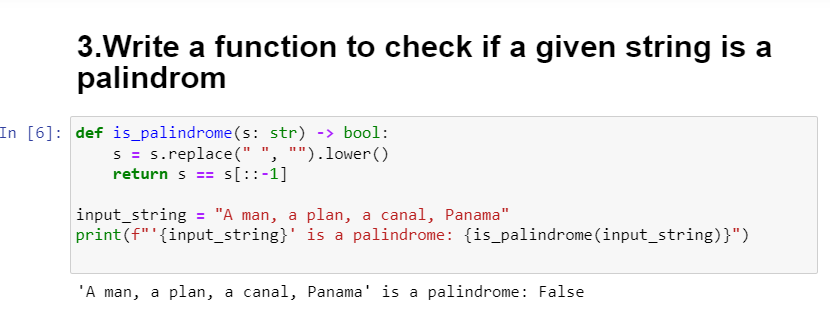 3.Write a function to check if a given string is a
palindrom
In [6]: def is_palindrome(s: str) -> bool:
    s = s.replace(" ", "").lower()
    return s == s[::-1]
input_string = "A man, a plan, a canal, Panama"
print(f"'{input_string}' is a palindrome: {is_palindrome(input_string)}")
'A man, a plan, a canal, Panama' is a palindrome: False